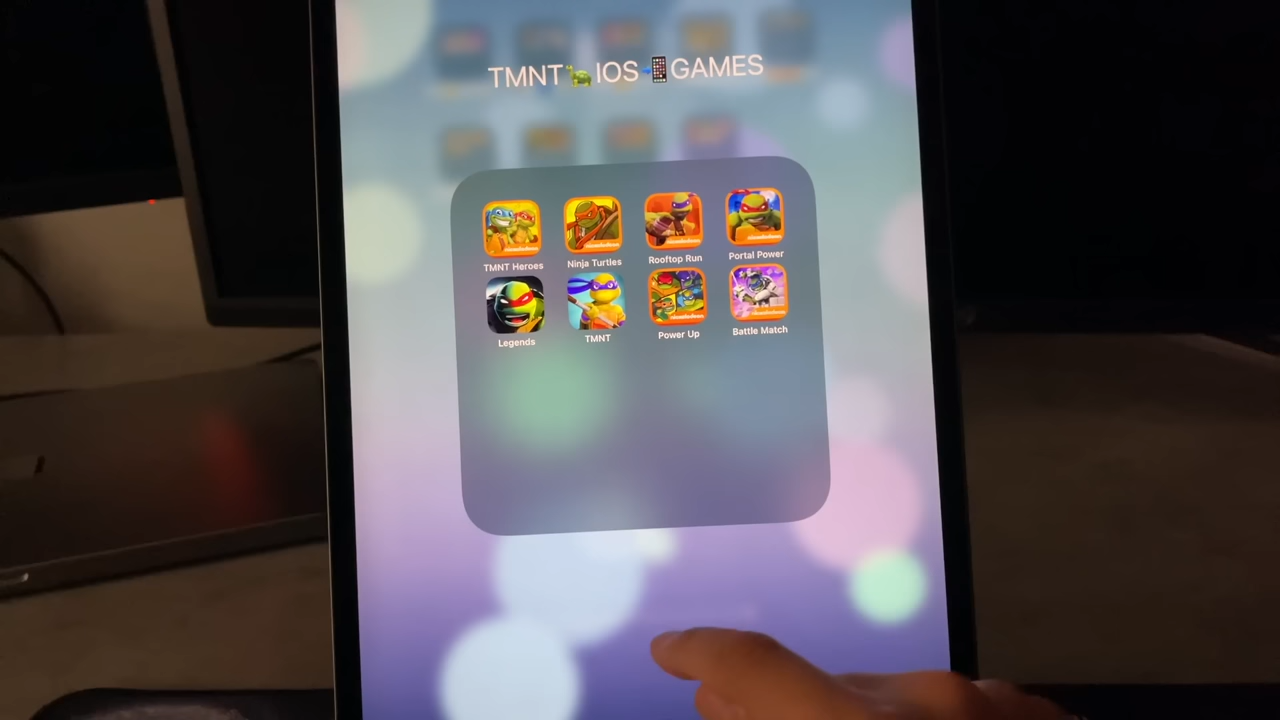 TMNT🐢IOS📲GAMES
TMNT Heroes
Ninja Turtles
Rooftop Run
Portal Power
Legends
TMNT
Power Up
Battle Match